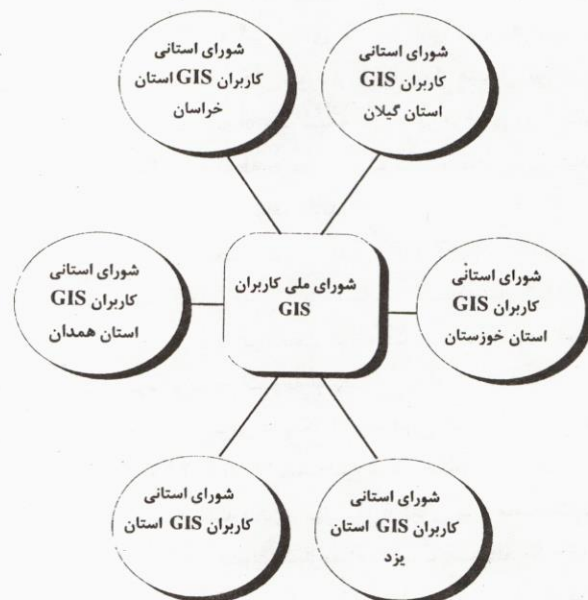 شورای استانی
کاربران GIS
استان گیلان
شورای استانی
کاربران GIS استان
خراسان
شورای استانی
کاربران GIS
استان خوزستان
شورای ملی کاربران
GIS
شورای استانی
کاربران GIS
استان همدان
شورای استانی
کاربران GIS استان
یزد
شورای استانی
کاربران GIS استان